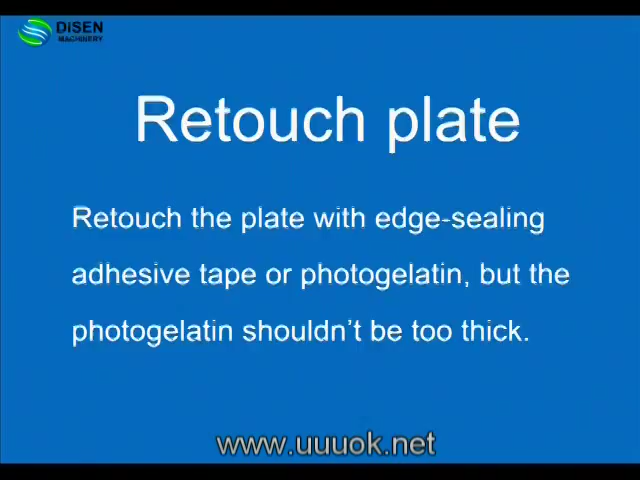 DISEN
MACHINERY
Retouch plate
Retouch the plate with edge-sealing
adhesive tape or photogelatin, but the
photogelatin shouldn't be too thick.
www.uuuok.net